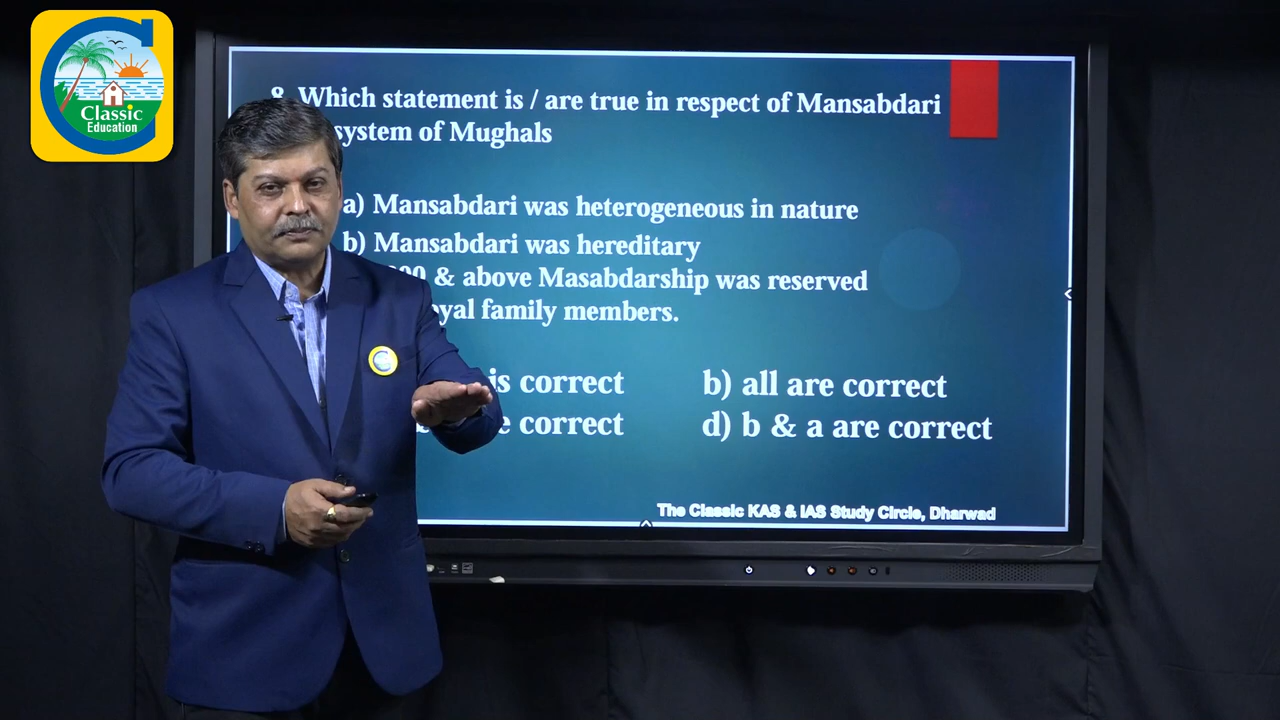 Classic
Education
8. Which statement is / are true in respect of Mansabdari
system of Mughals
a) Mansabdari was heterogeneous in nature
b) Mansabdari was hereditary
& above Masabdarship was reserved
family members.
is correct b) all are correct
correct d) b & a are correct
The Classic KAS & IAS Study Circle, Dharwad